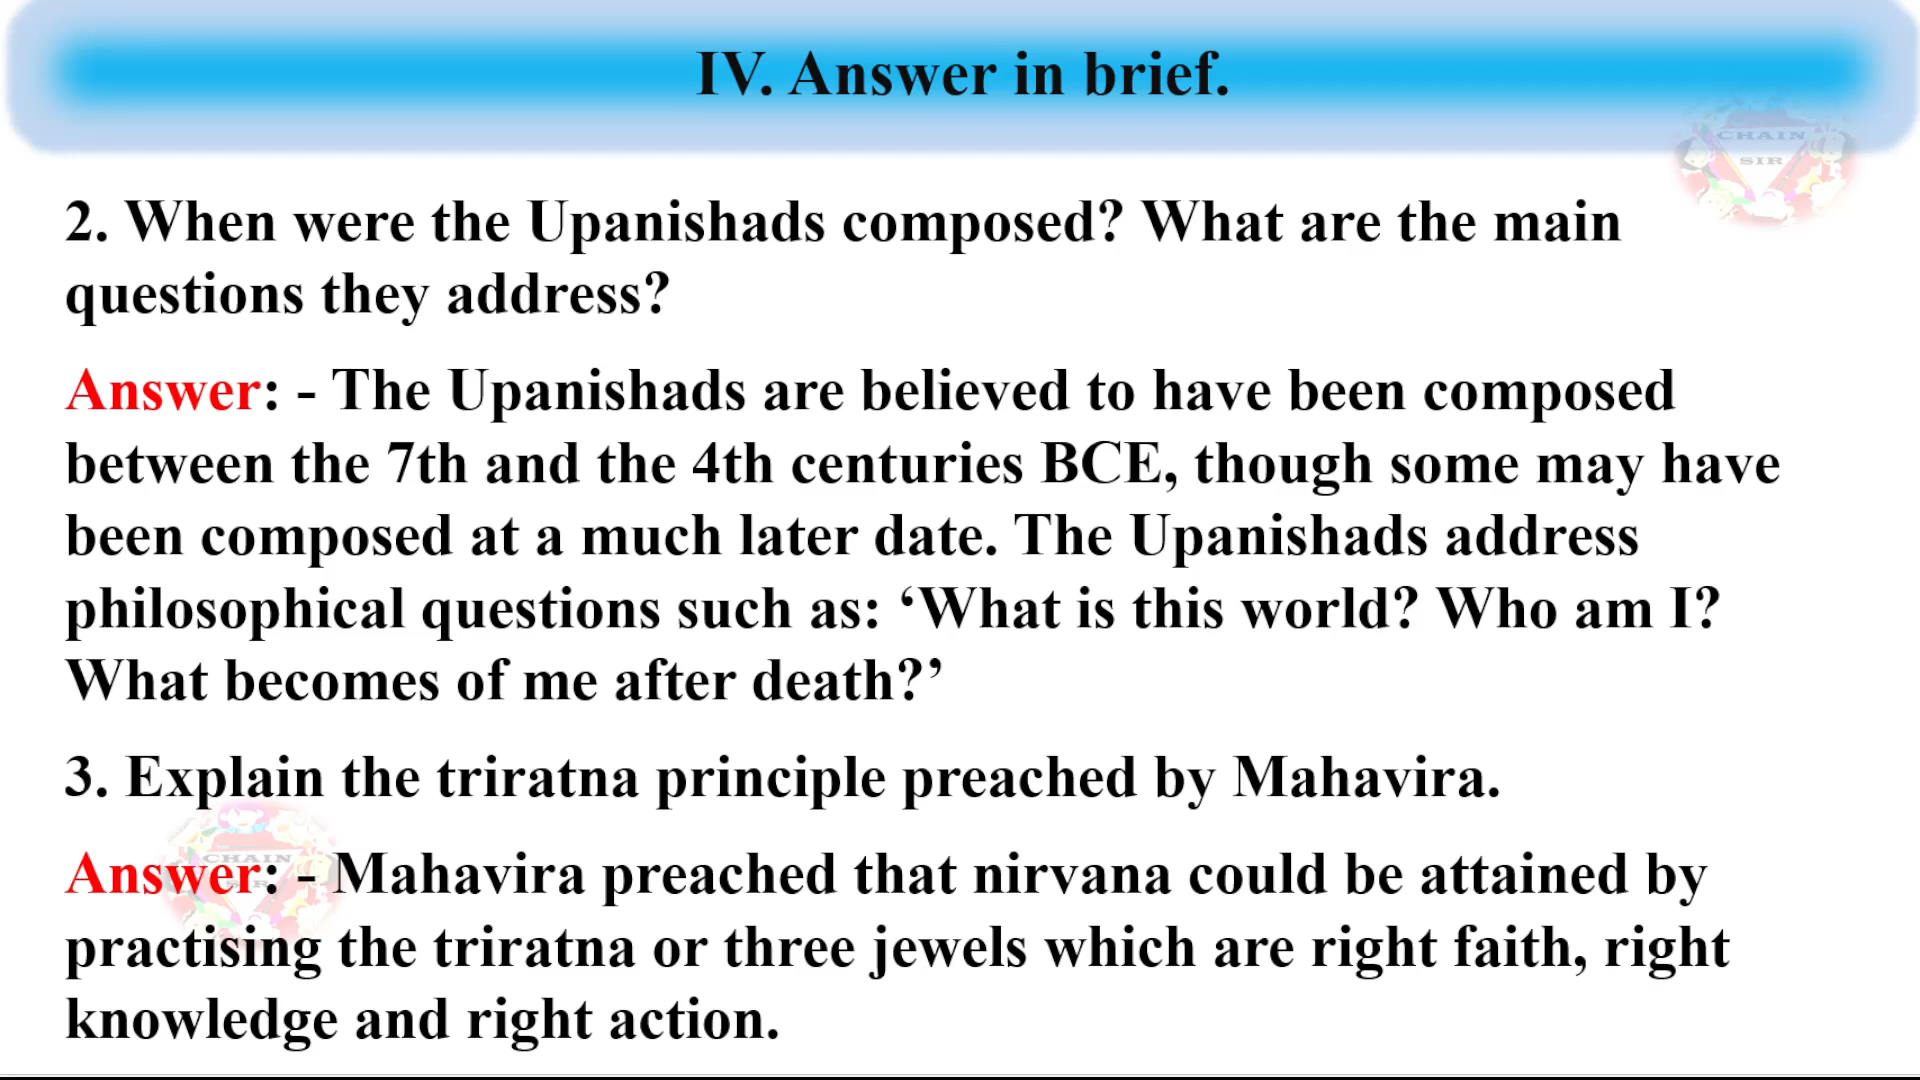 IV. Answer in brief.
CHAIN
SIR
2. When were the Upanishads composed? What are the main
questions they address?
Answer: - The Upanishads are believed to have been composed
between the 7th and the 4th centuries BCE, though some may have
been composed at a much later date. The Upanishads address
philosophical questions such as: ‘What is this world? Who am I?
What becomes of me after death?’
3. Explain the triratna principle preached by Mahavira.
CHAIN
SIR
Answer: - Mahavira preached that nirvana could be attained by
practising the triratna or three jewels which are right faith, right
knowledge and right action.